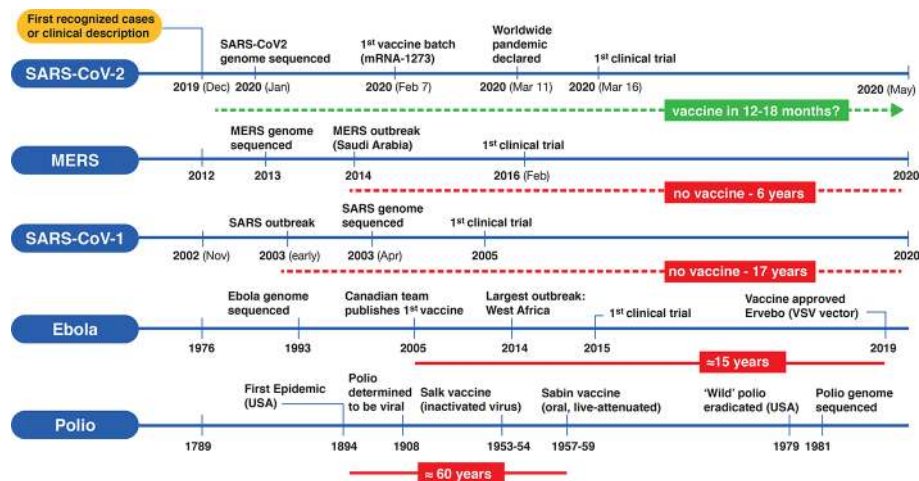 First recognized cases
or clinical description
SARS-CoV2
genome sequenced
1st vaccine batch
(mRNA-1273)
Worldwide
pandemic
declared
1st clinical trial
SARS-CoV-2
2019 (Dec)
2020 (Jan)
2020 (Feb 7)
2020 (Mar 11)
2020 (Mar 16)
2020 (May)
vaccine in 12-18 months?
MERS genome
sequenced
MERS outbreak
(Saudi Arabia)
1st clinical trial
MERS
2012
2013
2014
2016 (Feb)
2020
no vaccine - 6 years
SARS outbreak
SARS genome
sequenced
1st clinical trial
SARS-CoV-1
2002 (Nov)
2003 (early)
2003 (Apr)
2005
2020
no vaccine - 17 years
Ebola genome
sequenced
Canadian team
publishes 1st vaccine
Largest outbreak:
West Africa
1st clinical trial
Vaccine approved
Ervebo (VSV vector)
Ebola
1976
1993
2005
2014
2015
2019
≈15 years
First Epidemic
(USA)
Polio
determined
to be viral
Salk vaccine
(inactivated virus)
Sabin vaccine
(oral, live-attenuated)
‘Wild’ polio
eradicated (USA)
Polio genome
sequenced
Polio
1789
1894
1908
1953-54
1957-59
1979
1981
≈ 60 years